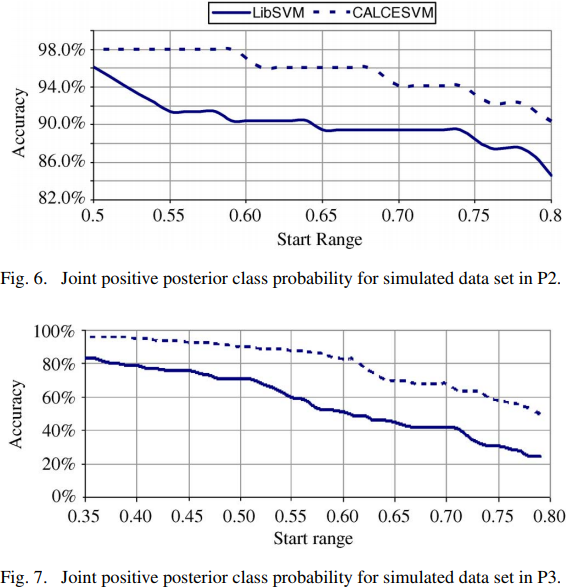 LibSVM CALCESVM
98.0%
94.0%
90.0%
86.0%
82.0%
Accuracy
0.5 0.55 0.60 0.65 0.70 0.75 0.8
Start Range
Fig. 6. Joint positive posterior class probability for simulated data set in P2.
100%
80%
60%
40%
20%
0%
Accuracy
0.35 0.40 0.45 0.50 0.55 0.60 0.65 0.70 0.75 0.80
Start range
Fig. 7. Joint positive posterior class probability for simulated data set in P3.